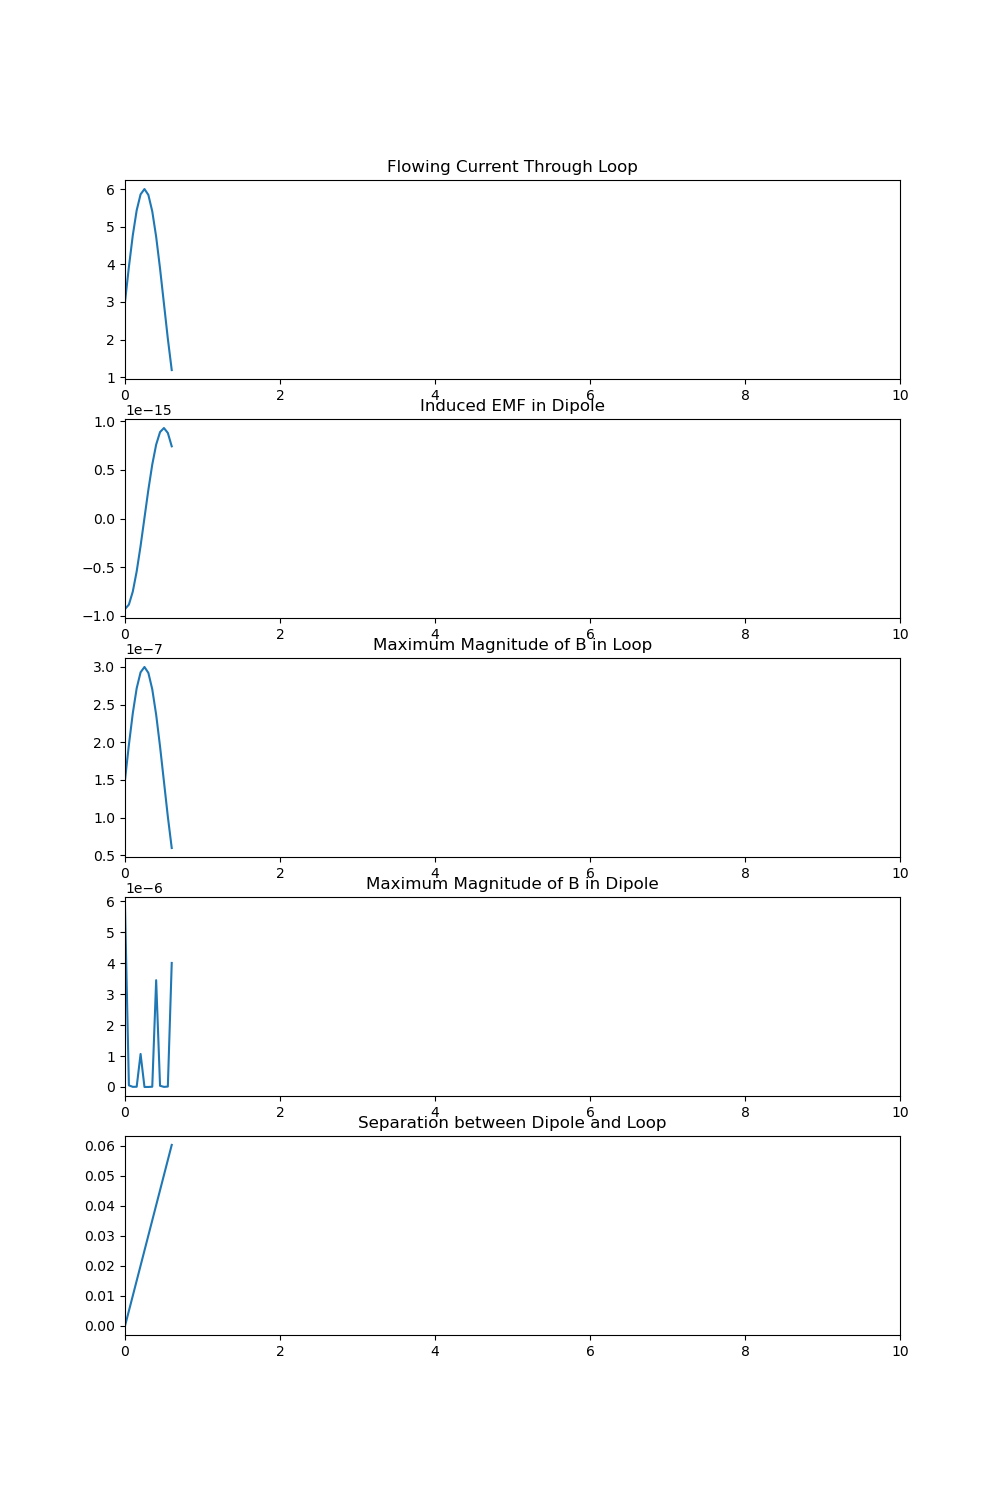 Flowing Current Through Loop
6
5
4
3
2
1
0 2 4 6 8 10
1e−15
Induced EMF in Dipole
1.0
0.5
0.0
−0.5
−1.0
0 2 4 6 8 10
1e−7
Maximum Magnitude of B in Loop
3.0
2.5
2.0
1.5
1.0
0.5
0 2 4 6 8 10
1e−6
Maximum Magnitude of B in Dipole
6
5
4
3
2
1
0
0 2 4 6 8 10
Separation between Dipole and Loop
0.06
0.05
0.04
0.03
0.02
0.01
0.00
0 2 4 6 8 10